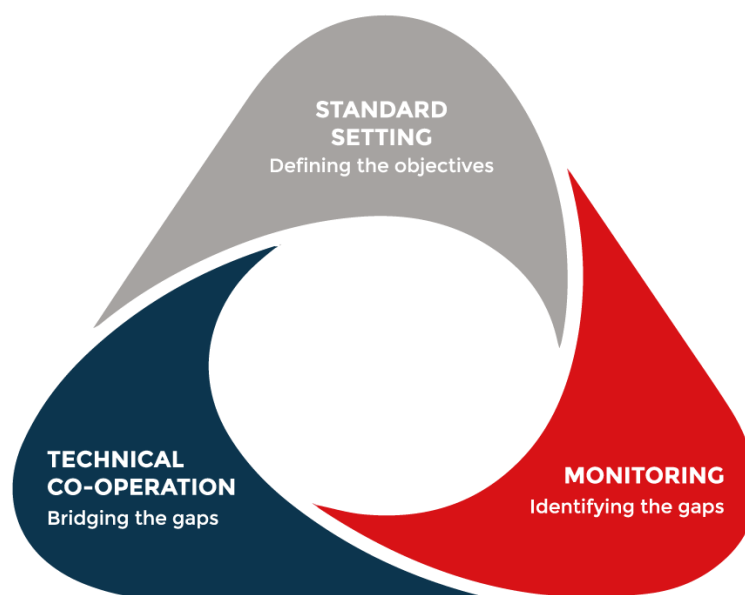 STANDARD
SETTING
Defining the objectives
TECHNICAL
CO-OPERATION
Bridging the gaps
MONITORING
Identifying the gaps